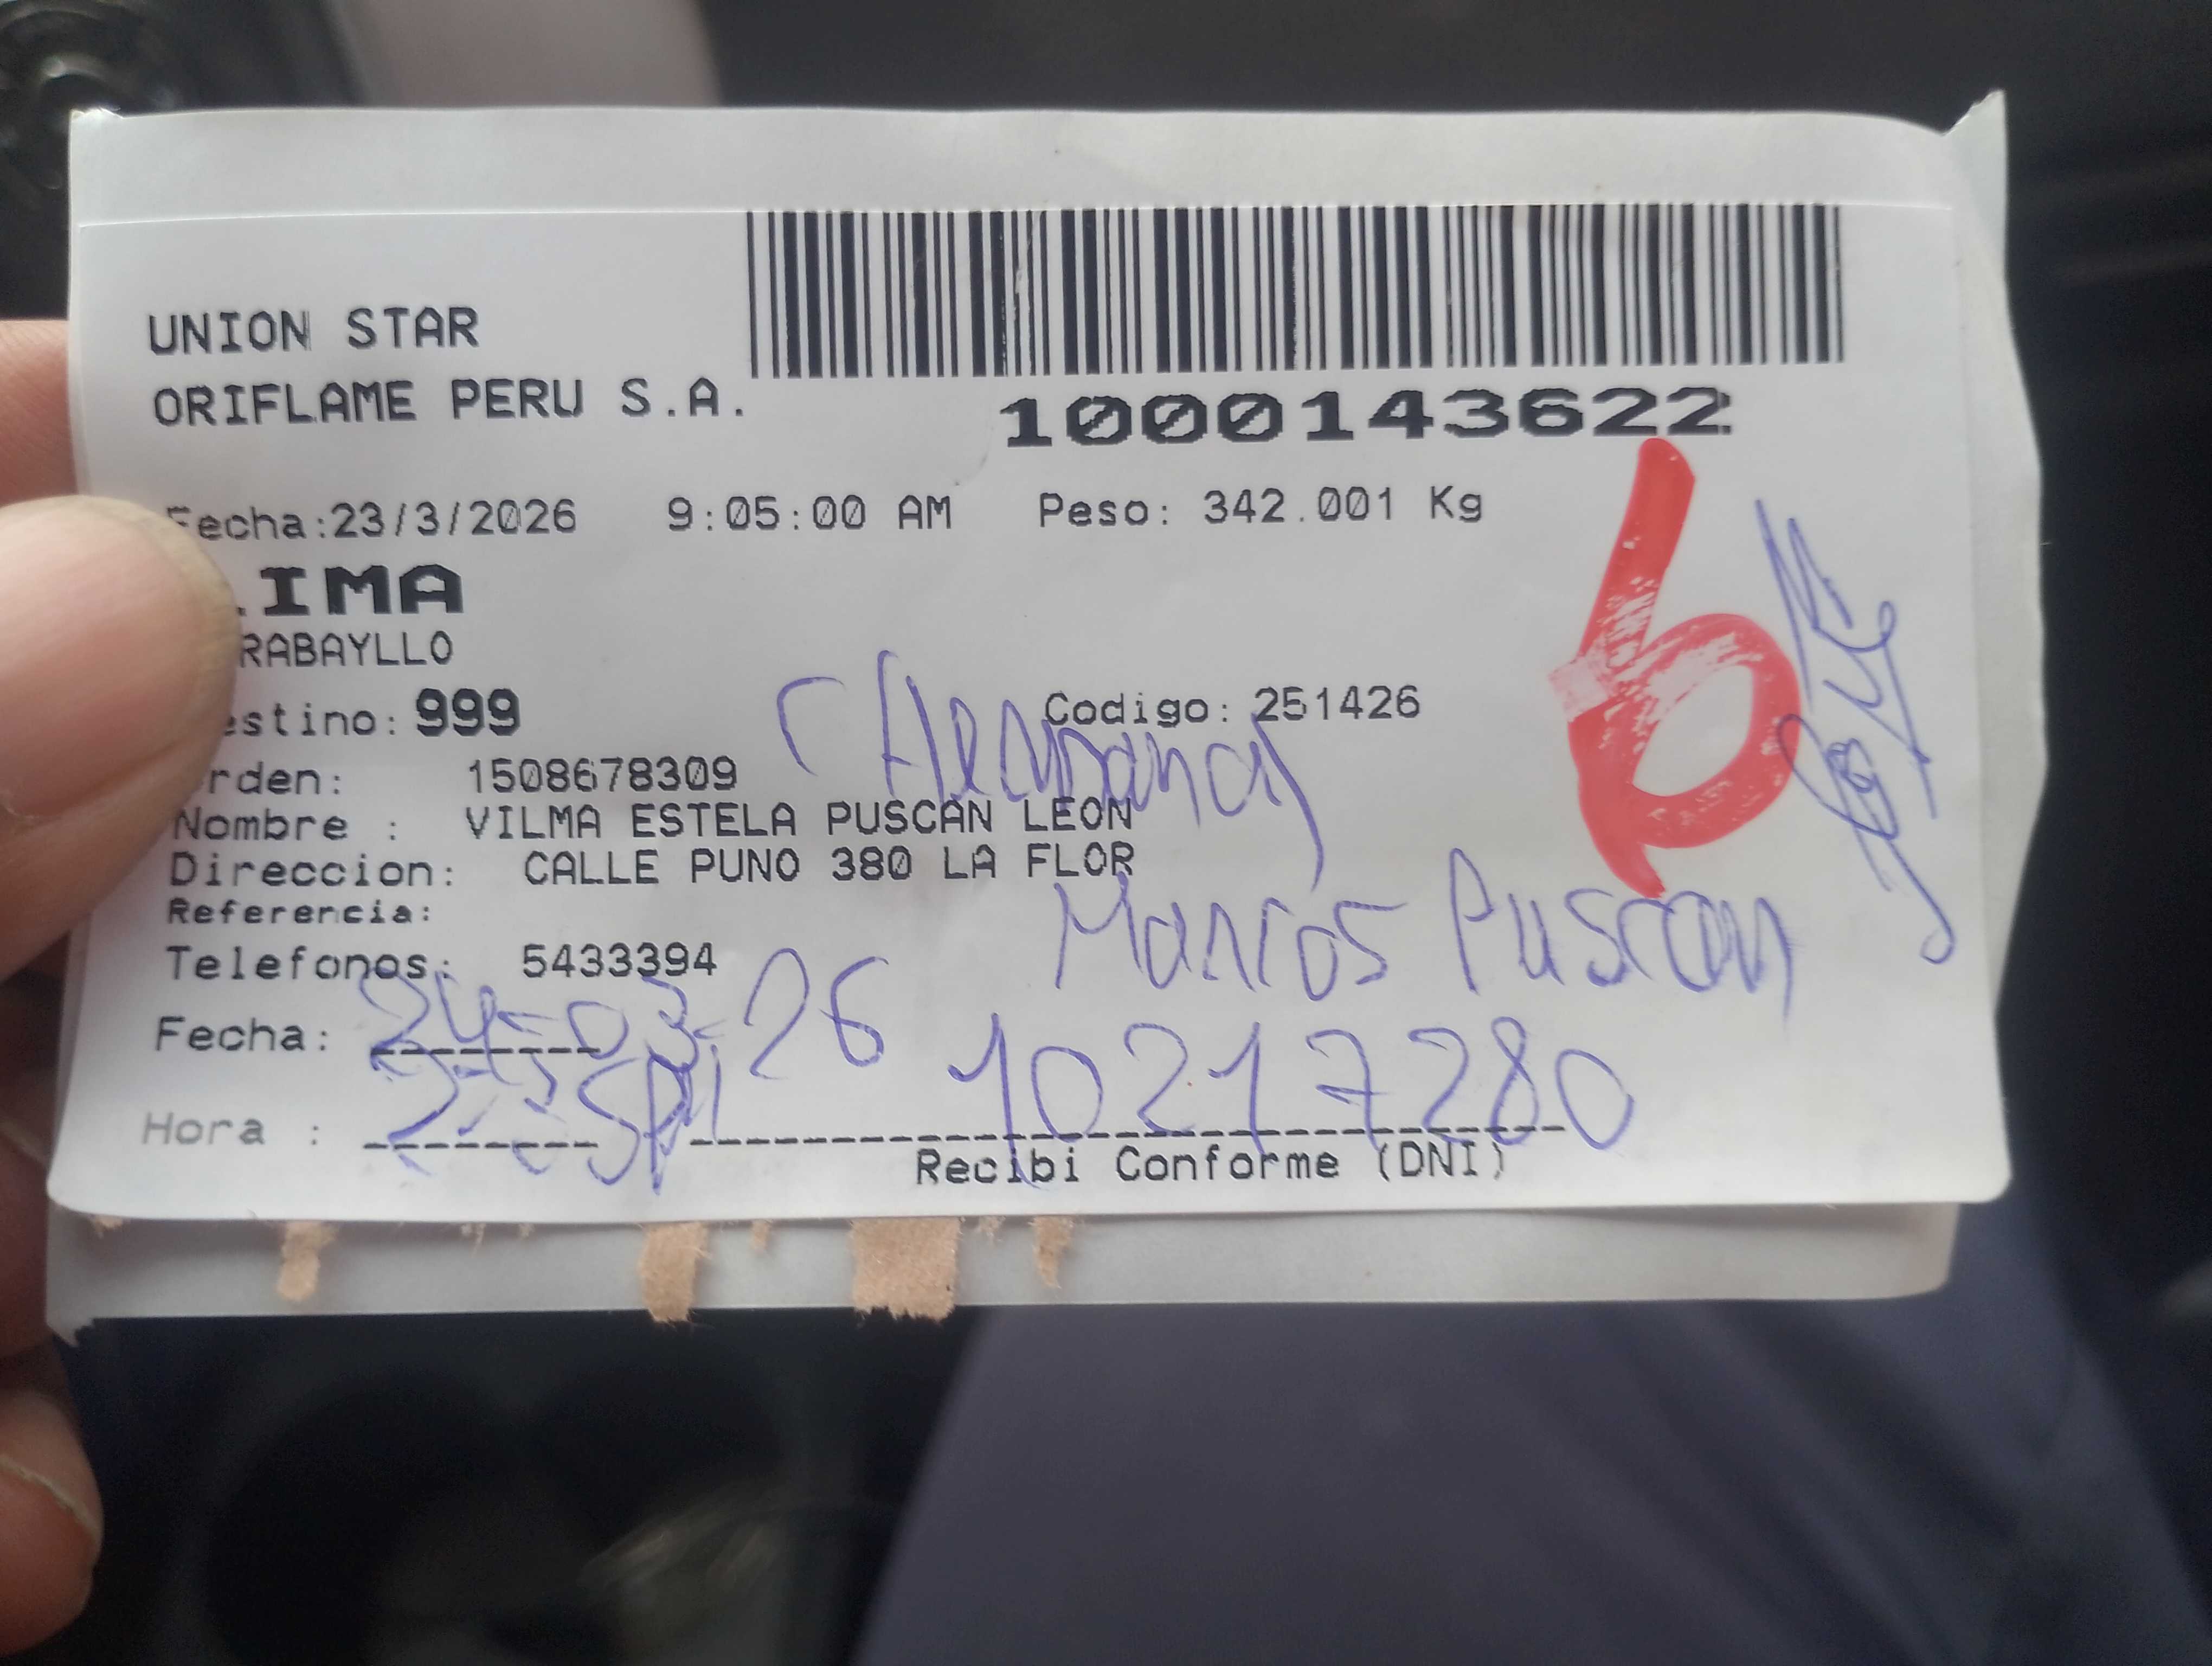 UNION STAR
ORIFLAME PERU S.A.
1000143622
Fecha:23/3/2026 9:05:00 AM Peso: 342.001 Kg
LIMA
RABAYLLO
estino: 999 Codigo: 251426
rden: 1508678309
Nombre : VILMA ESTELA PUSCAN LEON
Direccion: CALLE PUNO 380 LA FLOR
Referencia:
Marcos Puscan
Telefonos: 5433394
Fecha: 24-03-26
10217280
Hora :
Recibi Conforme (DNI)
6